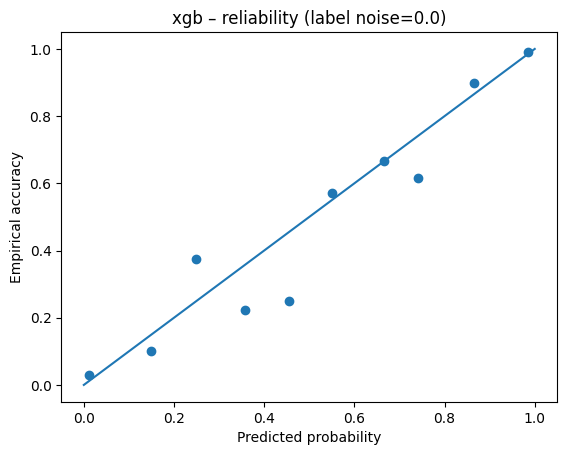 xgb – reliability (label noise=0.0)
1.0
0.8
0.6
0.4
0.2
0.0
Empirical accuracy
0.0 0.2 0.4 0.6 0.8 1.0
Predicted probability